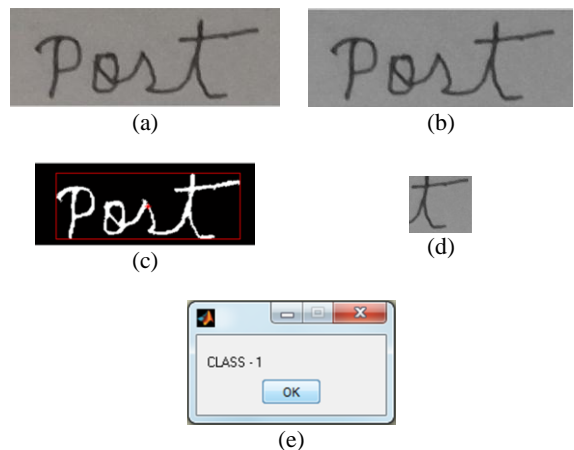 Post Post
(a) (b)
Post t
(c) (d)
CLASS - 1
OK
(e)